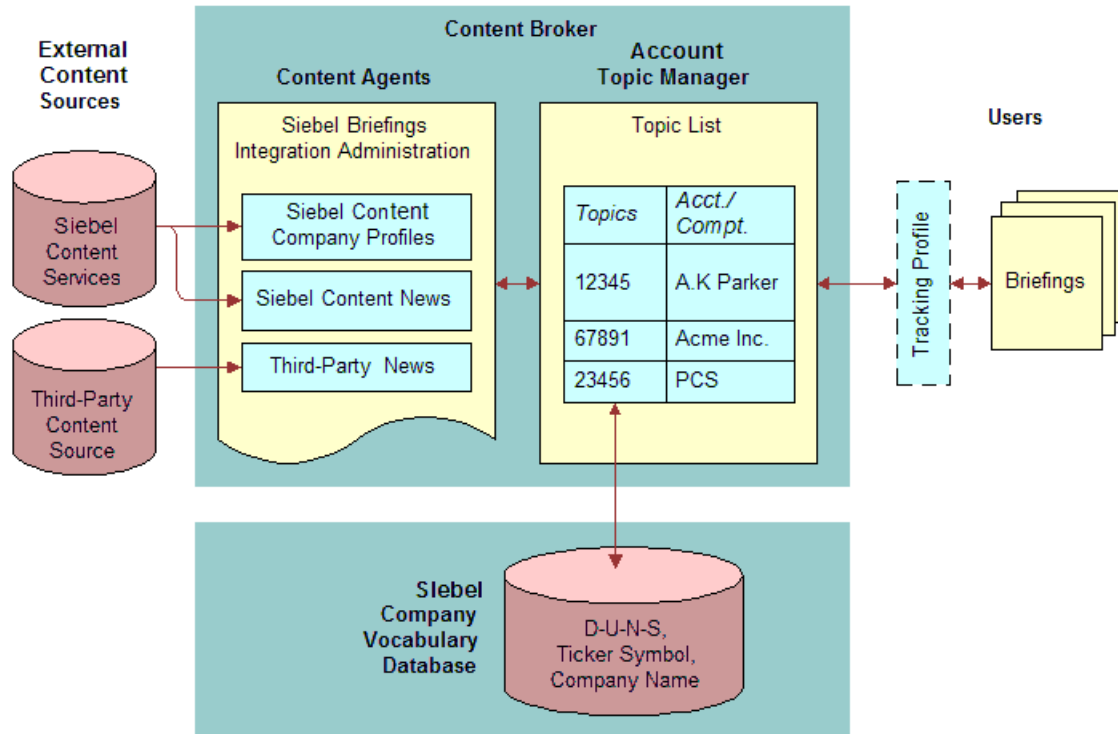 External
Content
Sources
Siebel
Content
Services
Third-Party
Content
Source
Content Broker
Content Agents
Siebel Briefings
Integration Administration
Siebel Content
Company Profiles
Siebel Content News
Third-Party News
Account
Topic Manager
Topic List
Topics Acct./
Compt.
12345 A.K Parker
67891 Acme Inc.
23456 PCS
Tracking Profile
Users
Briefings
SIebel
Company
Vocabulary
Database
D-U-N-S,
Ticker Symbol,
Company Name